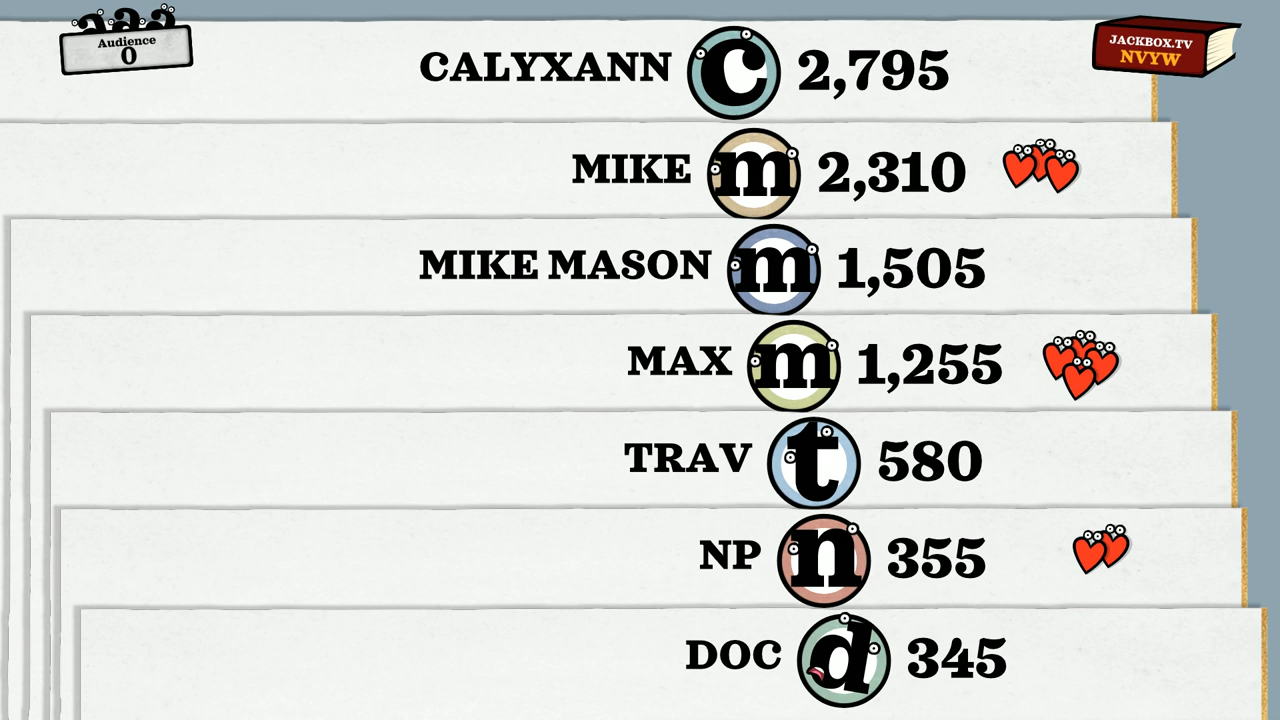 Audience
0
JACKBOX.TV
NVYW
CALYXANN c 2,795
MIKE m 2,310
MIKE MASON m 1,505
MAX m 1,255
TRAV t 580
NP n 355
DOC d 345